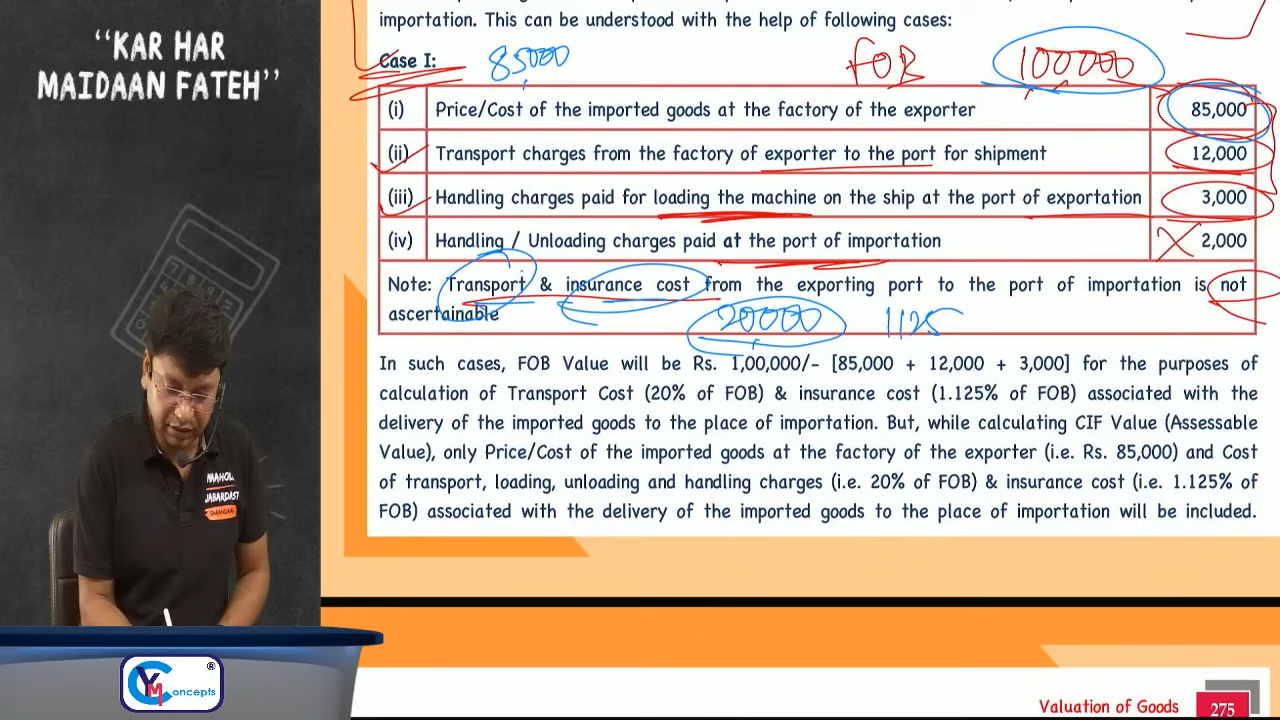 importation. This can be understood with the help of following cases:
"KAR HAR
MAIDAAN FATEH"
Case I: 85000 FOB 100000
(i) Price/Cost of the imported goods at the factory of the exporter 85,000
(ii) Transport charges from the factory of exporter to the port for shipment 12,000
(iii) Handling charges paid for loading the machine on the ship at the port of exportation 3,000
(iv) Handling / Unloading charges paid at the port of importation 2,000
Note: Transport & insurance cost from the exporting port to the port of importation is not
ascertainable 20000 1125
In such cases, FOB Value will be Rs. 1,00,000/- [85,000 + 12,000 + 3,000] for the purposes of
calculation of Transport Cost (20% of FOB) & insurance cost (1.125% of FOB) associated with the
delivery of the imported goods to the place of importation. But, while calculating CIF Value (Assessable
Value), only Price/Cost of the imported goods at the factory of the exporter (i.e. Rs. 85,000) and Cost
of transport, loading, unloading and handling charges (i.e. 20% of FOB) & insurance cost (i.e. 1.125% of
FOB) associated with the delivery of the imported goods to the place of importation will be included.
MAAHOL
JABARDAST
SHAANDAAR
CYM oncepts ®
Valuation of Goods 275